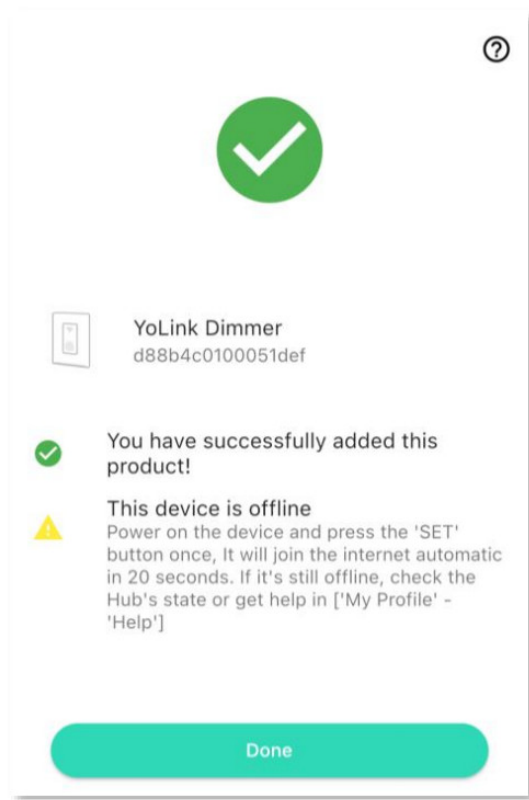 YoLink Dimmer
d88b4c0100051def
You have successfully added this
product!
This device is offline
Power on the device and press the 'SET'
button once, It will join the internet automatic
in 20 seconds. If it's still offline, check the
Hub's state or get help in ['My Profile' -
'Help']
Done